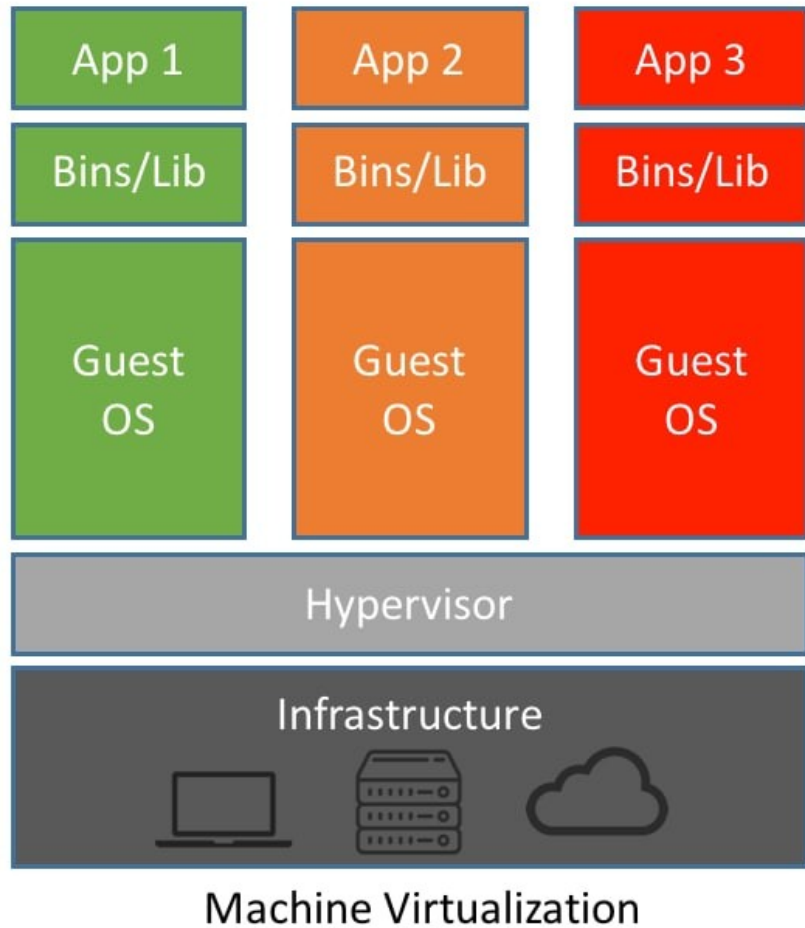 App 1
App 2
App 3
Bins/Lib
Bins/Lib
Bins/Lib
Guest
OS
Guest
OS
Guest
OS
Hypervisor
Infrastructure
Machine Virtualization